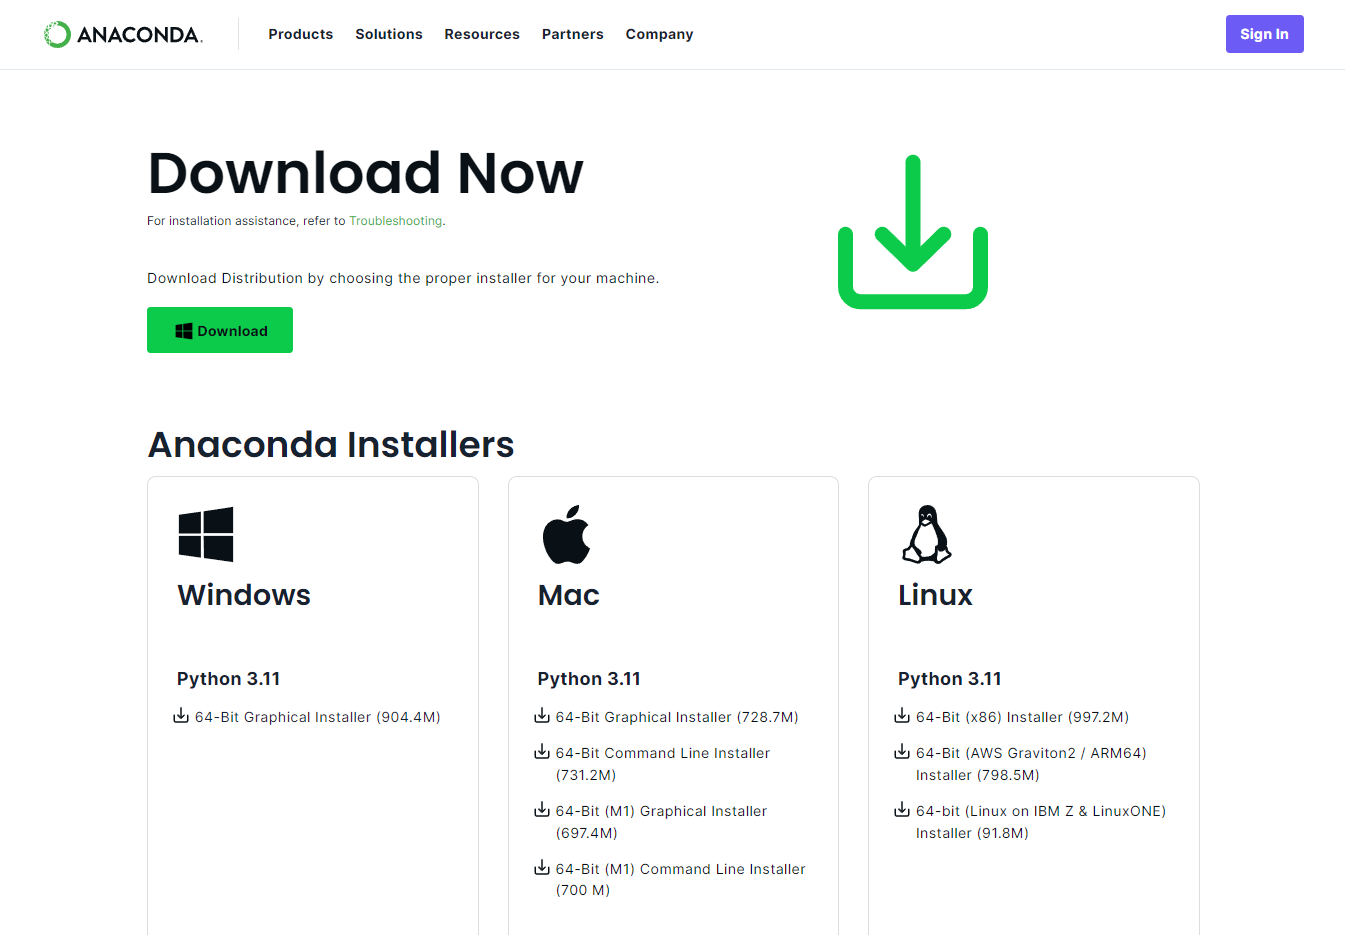 ANACONDA.
Products Solutions Resources Partners Company
Sign In
Download Now
For installation assistance, refer to Troubleshooting.
Download Distribution by choosing the proper installer for your machine.
Download
Anaconda Installers
Windows
Python 3.11
64-Bit Graphical Installer (904.4M)
Mac
Python 3.11
64-Bit Graphical Installer (728.7M)
64-Bit Command Line Installer
(731.2M)
64-Bit (M1) Graphical Installer
(697.4M)
64-Bit (M1) Command Line Installer
(700 M)
Linux
Python 3.11
64-Bit (x86) Installer (997.2M)
64-Bit (AWS Graviton2 / ARM64)
Installer (798.5M)
64-bit (Linux on IBM Z & LinuxONE)
Installer (91.8M)